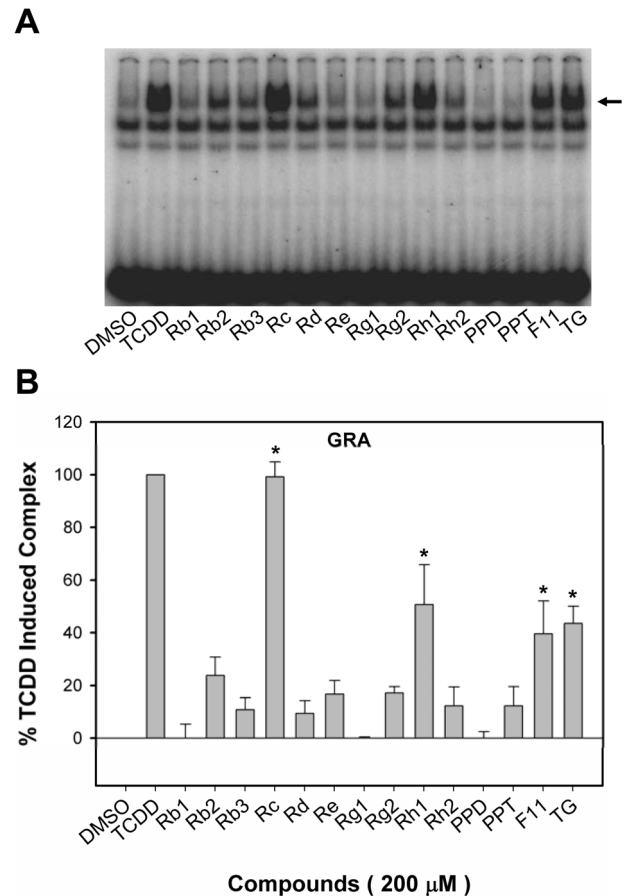 A
DMSO TCDD Rb1 Rb2 Rb3 Rc Rd Re Rg1 Rg2 Rh1 Rh2 PPD PPT F11 TG
B
GRA
% TCDD Induced Complex
120
100
80
60
40
20
0
*
*
*
*
DMSO TCDD Rb1 Rb2 Rb3 Rc Rd Re Rg1 Rg2 Rh1 Rh2 PPD PPT F11 TG
Compounds ( 200 μM )